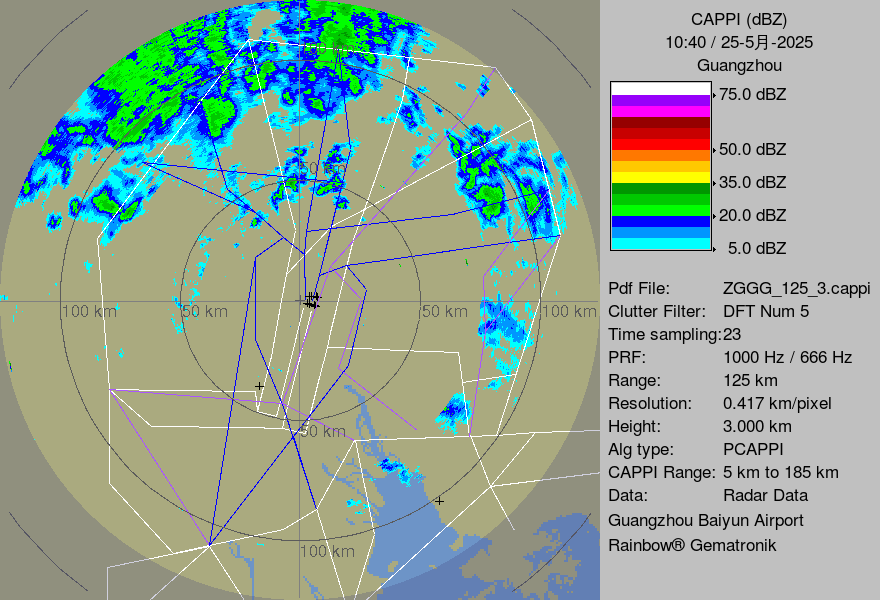 CAPPI (dBZ)
10:40 / 25-5月-2025
Guangzhou
75.0 dBZ
50.0 dBZ
35.0 dBZ
20.0 dBZ
5.0 dBZ
Pdf File: ZGGG_125_3.cappi
Clutter Filter: DFT Num 5
Time sampling:23
PRF: 1000 Hz / 666 Hz
Range: 125 km
Resolution: 0.417 km/pixel
Height: 3.000 km
Alg type: PCAPPI
CAPPI Range: 5 km to 185 km
Data: Radar Data
Guangzhou Baiyun Airport
Rainbow® Gematronik
50 km
100 km
50 km
50 km
100 km
50 km
100 km